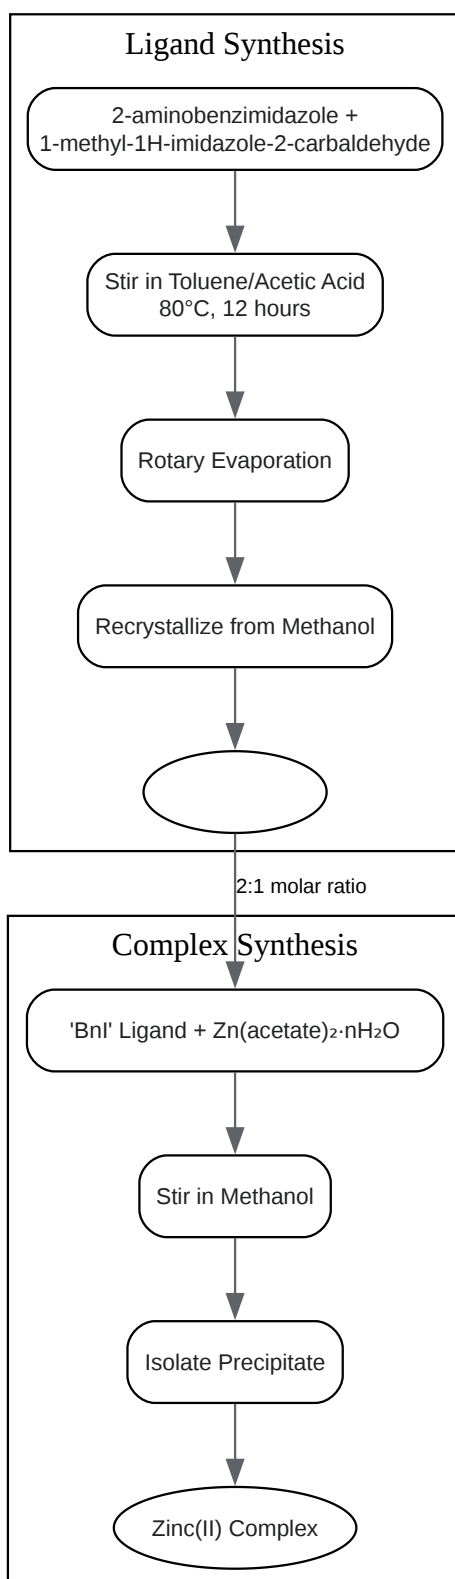 Ligand Synthesis
2-aminobenzimidazole +
1-methyl-1H-imidazole-2-carbaldehyde
Stir in Toluene/Acetic Acid
80°C, 12 hours
Rotary Evaporation
Recrystallize from Methanol
2:1 molar ratio
Complex Synthesis
'BnI' Ligand + Zn(acetate)₂·nH₂O
Stir in Methanol
Isolate Precipitate
Zinc(II) Complex